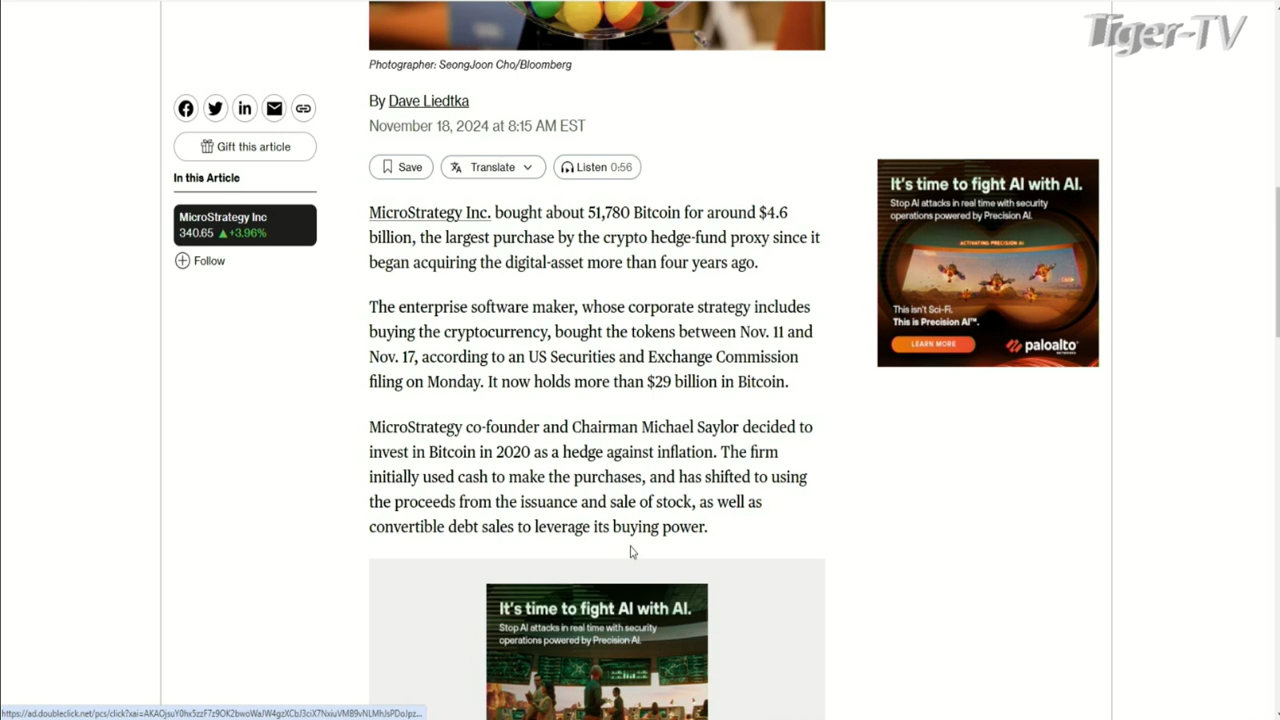 Tiger-TV
Photographer: SeongJoon Cho/Bloomberg
By Dave Liedtka
November 18, 2024 at 8:15 AM EST
Gift this article
Save
Translate
Listen 0:56
In this Article
MicroStrategy Inc
340.65 ▲+3.96%
Follow
MicroStrategy Inc. bought about 51,780 Bitcoin for around $4.6
billion, the largest purchase by the crypto hedge-fund proxy since it
began acquiring the digital-asset more than four years ago.
The enterprise software maker, whose corporate strategy includes
buying the cryptocurrency, bought the tokens between Nov. 11 and
Nov. 17, according to an US Securities and Exchange Commission
filing on Monday. It now holds more than $29 billion in Bitcoin.
MicroStrategy co-founder and Chairman Michael Saylor decided to
invest in Bitcoin in 2020 as a hedge against inflation. The firm
initially used cash to make the purchases, and has shifted to using
the proceeds from the issuance and sale of stock, as well as
convertible debt sales to leverage its buying power.
It's time to fight AI with AI.
Stop AI attacks in real time with security
operations powered by Precision AI.
ACTIVATING PRECISION AI
This isn't Sci-Fi.
This is Precision AI™.
LEARN MORE
paloalto
NETWORKS
It's time to fight AI with AI.
Stop AI attacks in real time with security
operations powered by Precision AI.